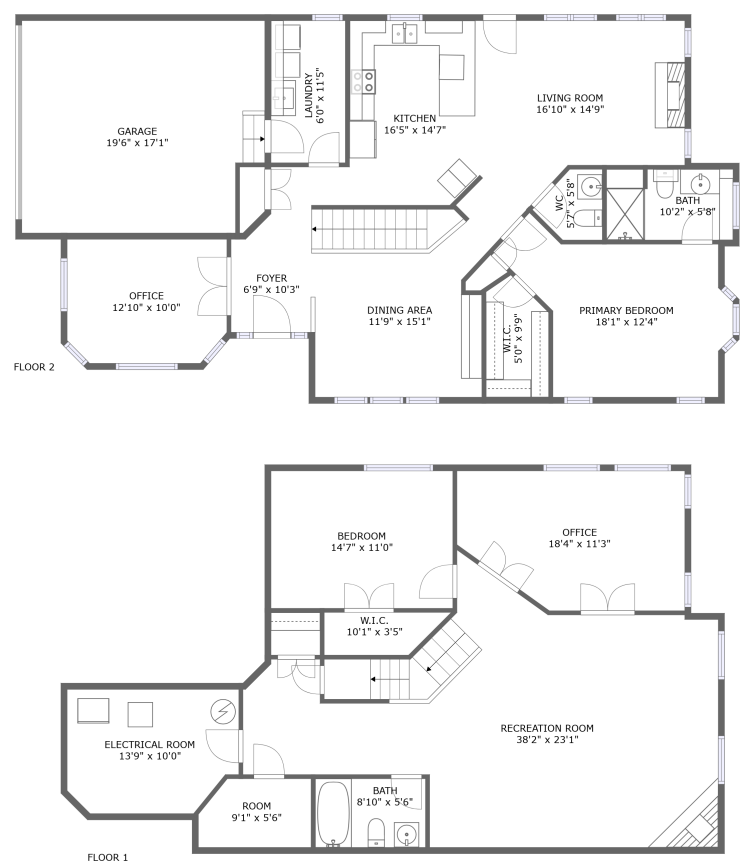 GARAGE
19'6" x 17'1"
LAUNDRY
6'0" x 11'5"
KITCHEN
16'5" x 14'7"
LIVING ROOM
16'10" x 14'9"
WC
5'7" x 5'8"
BATH
10'2" x 5'8"
OFFICE
12'10" x 10'0"
FOYER
6'9" x 10'3"
DINING AREA
11'9" x 15'1"
W.I.C.
5'0" x 9'9"
PRIMARY BEDROOM
18'1" x 12'4"
FLOOR 2
BEDROOM
14'7" x 11'0"
OFFICE
18'4" x 11'3"
W.I.C.
10'1" x 3'5"
RECREATION ROOM
38'2" x 23'1"
ELECTRICAL ROOM
13'9" x 10'0"
ROOM
9'1" x 5'6"
BATH
8'10" x 5'6"
FLOOR 1